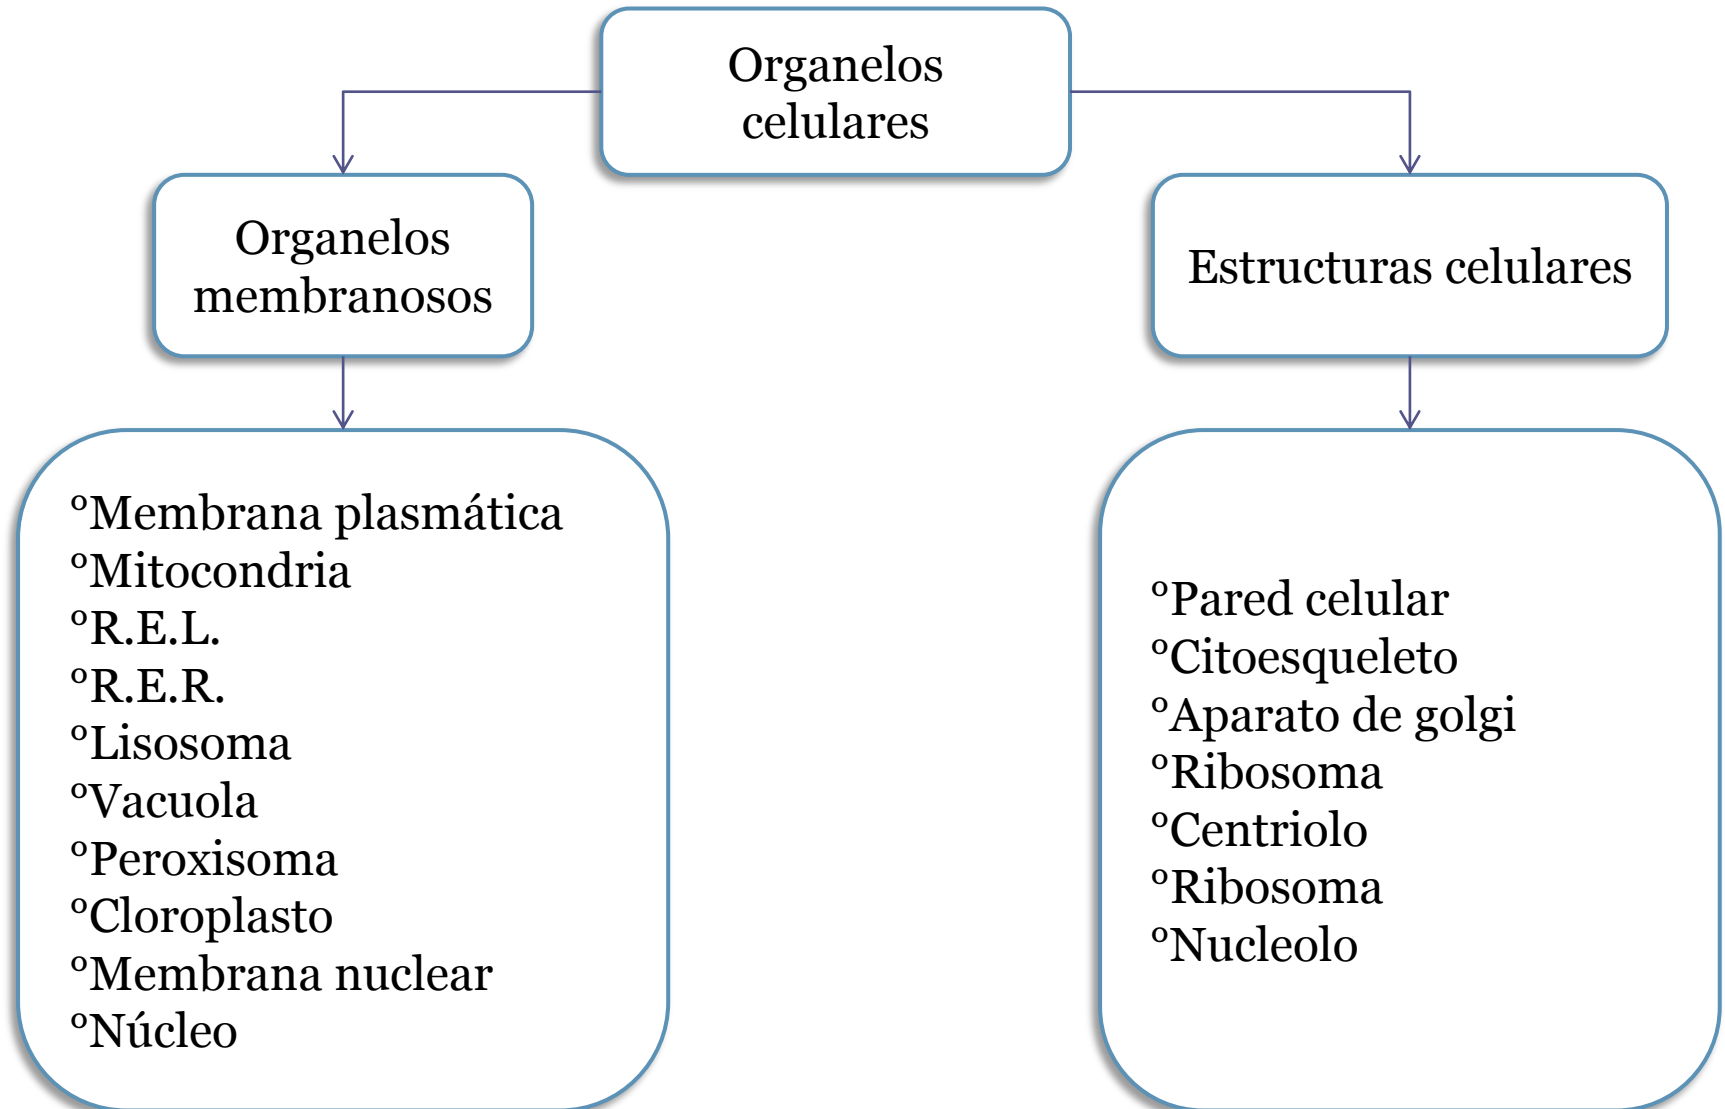 Organelos
celulares
Organelos
membranosos
Estructuras celulares
°Membrana plasmática
°Mitocondria
°R.E.L.
°R.E.R.
°Lisosoma
°Vacuola
°Peroxisoma
°Cloroplasto
°Membrana nuclear
°Núcleo
°Pared celular
°Citoesqueleto
°Aparato de golgi
°Ribosoma
°Centriolo
°Ribosoma
°Nucleolo